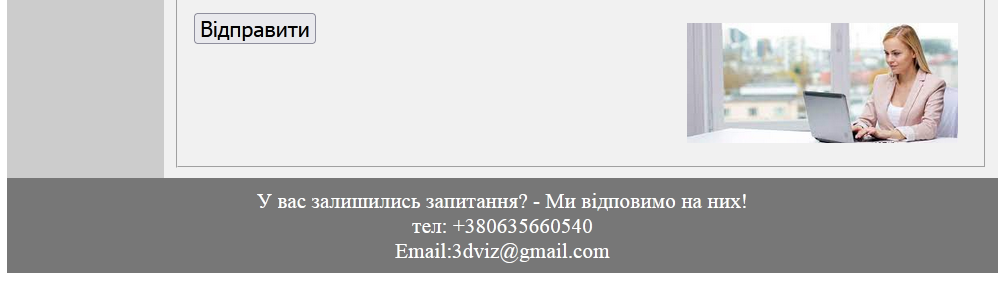 Відправити
У вас залишились запитання? - Ми відповимо на них!
тел: +380635660540
Email:3dviz@gmail.com